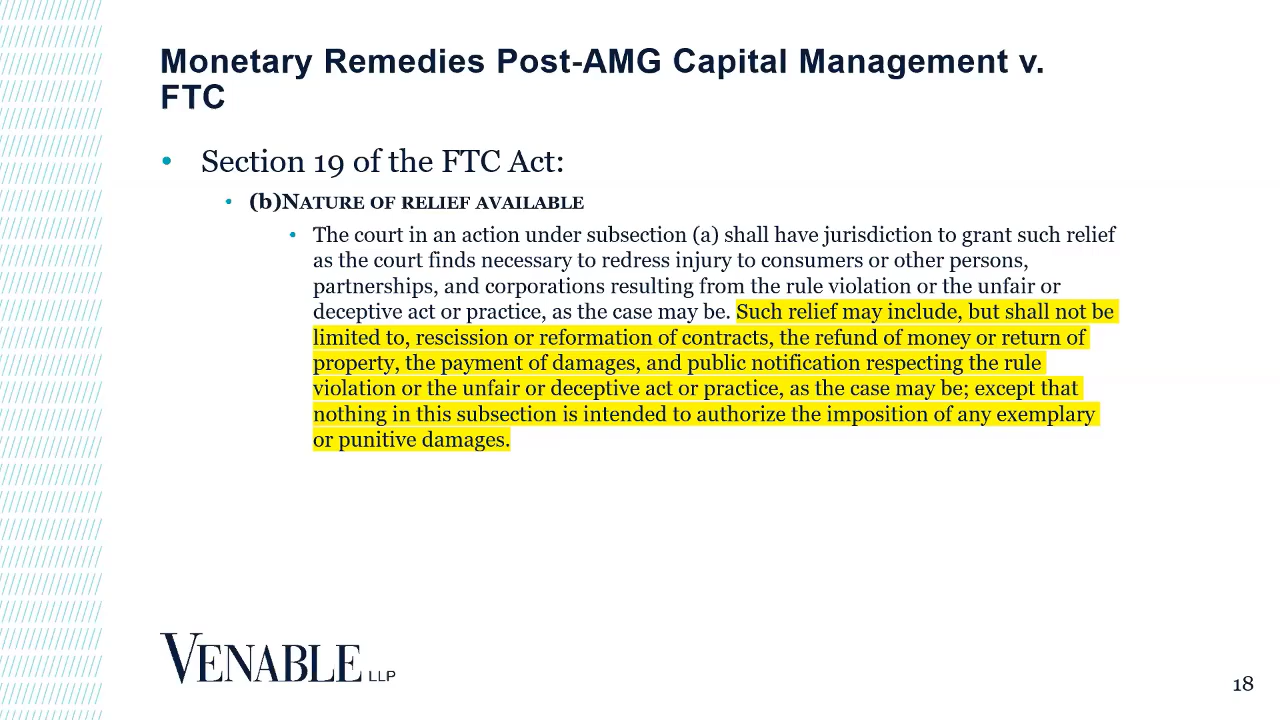 Monetary Remedies Post-AMG Capital Management v.
FTC
• Section 19 of the FTC Act:
• (b)NATURE OF RELIEF AVAILABLE
• The court in an action under subsection (a) shall have jurisdiction to grant such relief
as the court finds necessary to redress injury to consumers or other persons,
partnerships, and corporations resulting from the rule violation or the unfair or
deceptive act or practice, as the case may be. Such relief may include, but shall not be
limited to, rescission or reformation of contracts, the refund of money or return of
property, the payment of damages, and public notification respecting the rule
violation or the unfair or deceptive act or practice, as the case may be; except that
nothing in this subsection is intended to authorize the imposition of any exemplary
or punitive damages.
VENABLE LLP
18